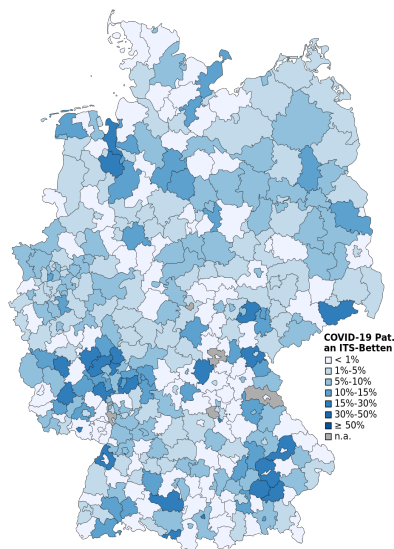 COVID-19 Pat.
an ITS-Betten
< 1%
1%-5%
5%-10%
10%-15%
15%-30%
30%-50%
≥ 50%
n.a.